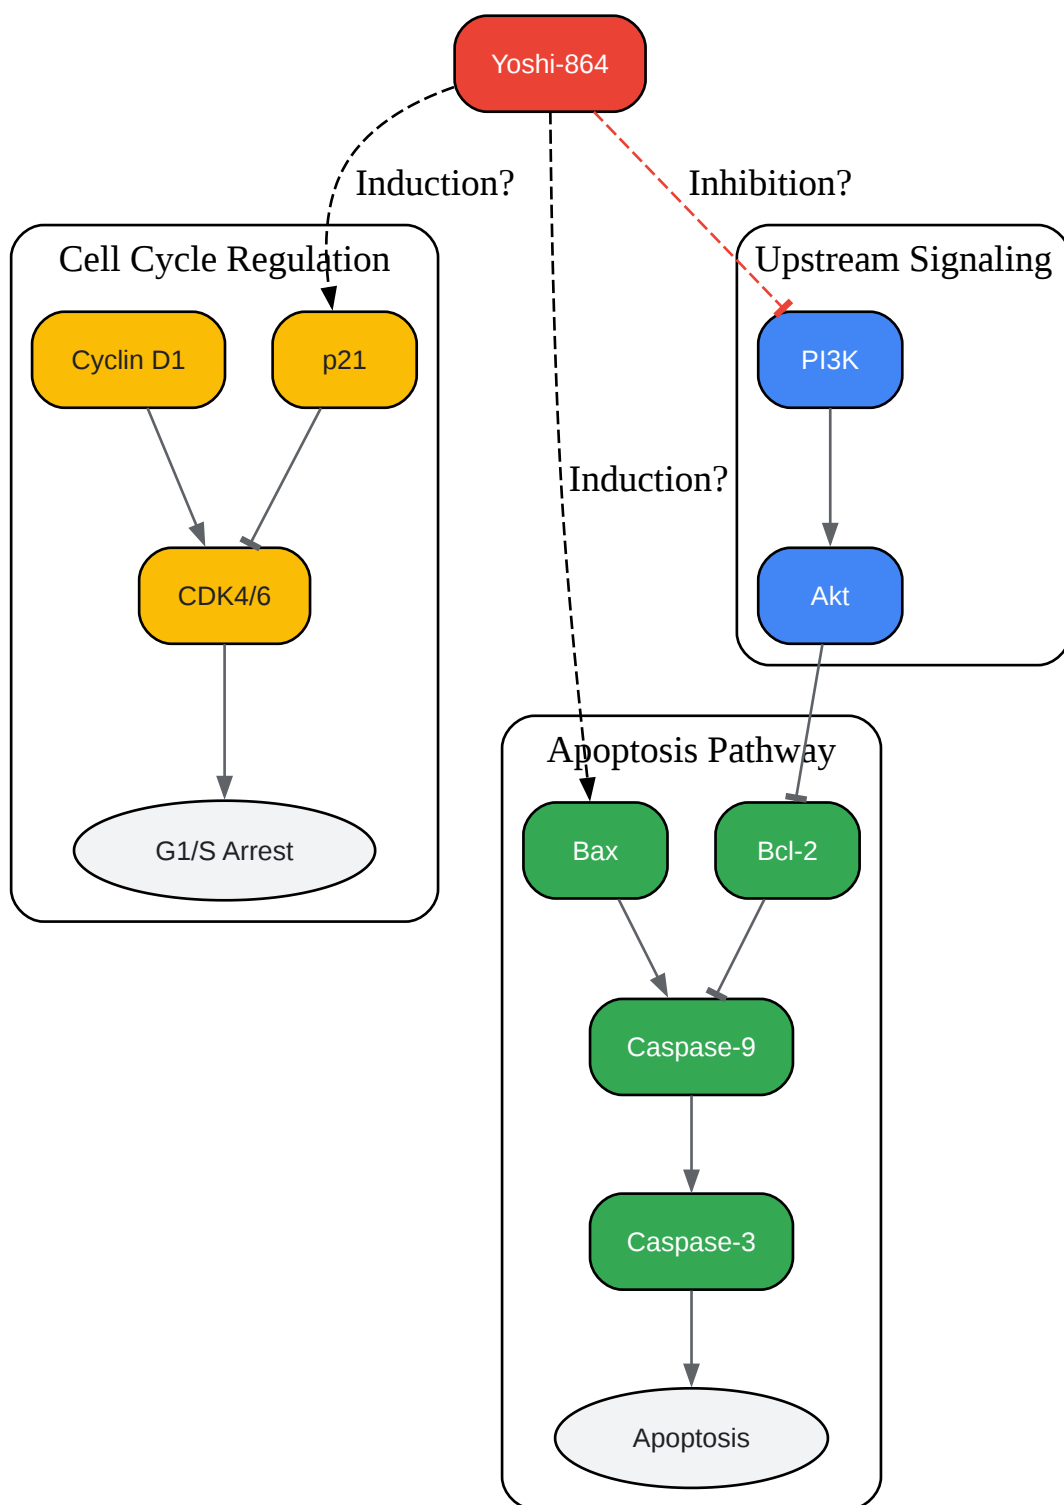 Yoshi-864
Induction?
Inhibition?
Cell Cycle Regulation
Upstream Signaling
Cyclin D1
p21
PI3K
Induction?
CDK4/6
Akt
Apoptosis Pathway
G1/S Arrest
Bax
Bcl-2
Caspase-9
Caspase-3
Apoptosis